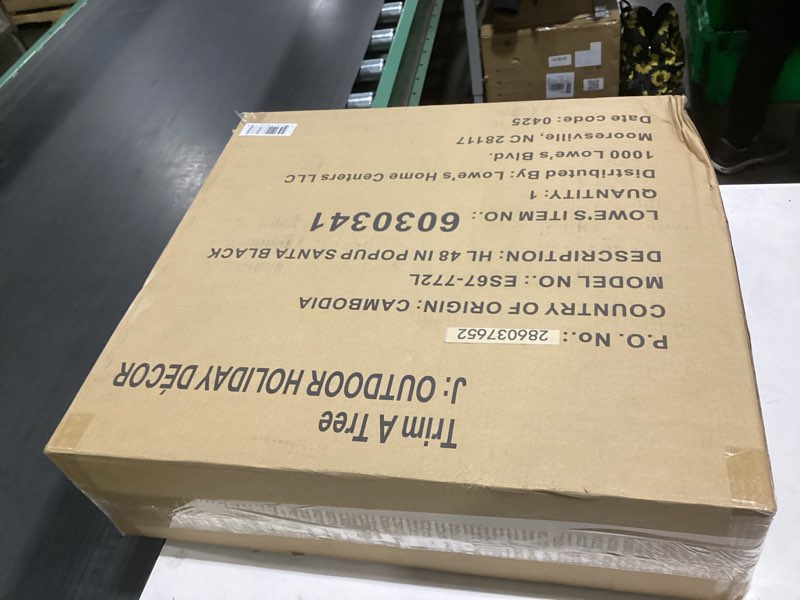 Trim A Tree
J: OUTDOOR HOLIDAY DÉCOR
P.O. No.: 286037652
COUNTRY OF ORIGIN: CAMBODIA
MODEL NO.: ES67-772L
DESCRIPTION: HL 48 IN POPUP SANTA BLACK
LOWE'S ITEM NO.: 6030341
QUANTITY: 1
Distributed By: Lowe's Home Centers LLC
1000 Lowe's Blvd.
Mooresville, NC 28117
Date code: 0425